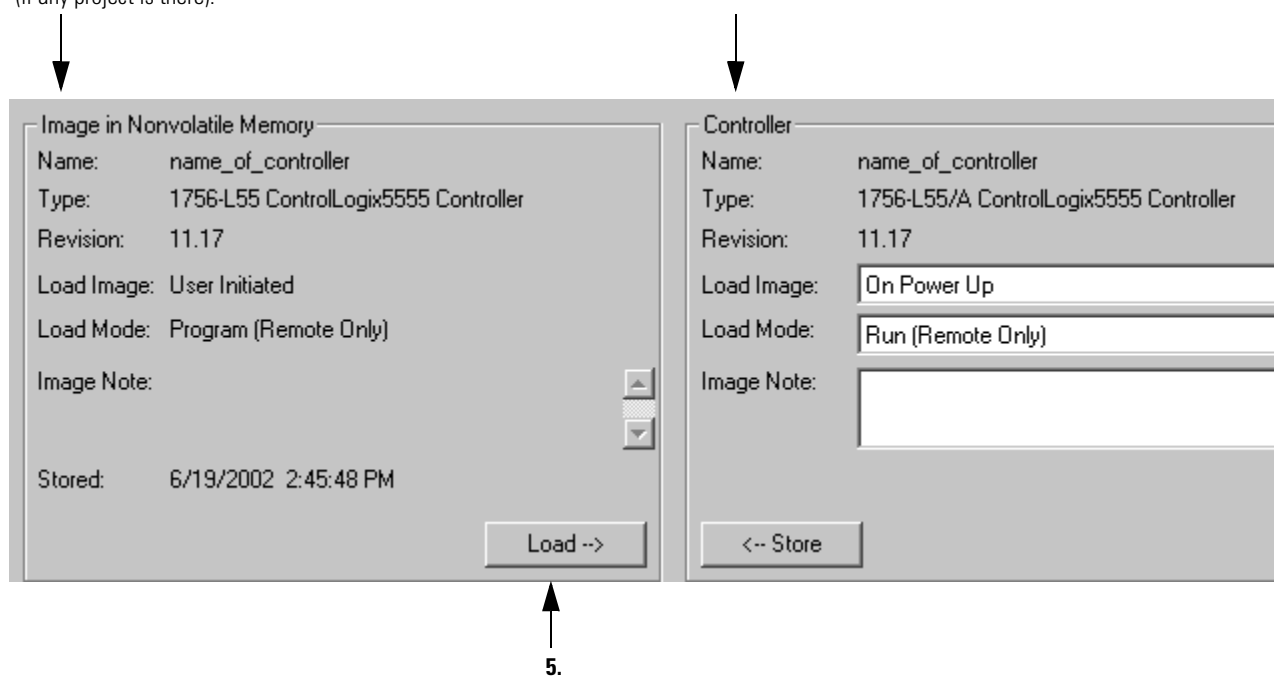 (if any project is there).
Image in Nonvolatile Memory
Name: name_of_controller
Type: 1756-L55 ControlLogix5555 Controller
Revision: 11.17
Load Image: User Initiated
Load Mode: Program (Remote Only)
Image Note:
Stored: 6/19/2002 2:45:48 PM
Load -->
Controller
Name: name_of_controller
Type: 1756-L55/A ControlLogix5555 Controller
Revision: 11.17
Load Image: On Power Up
Load Mode: Run (Remote Only)
Image Note:
<-- Store
5.